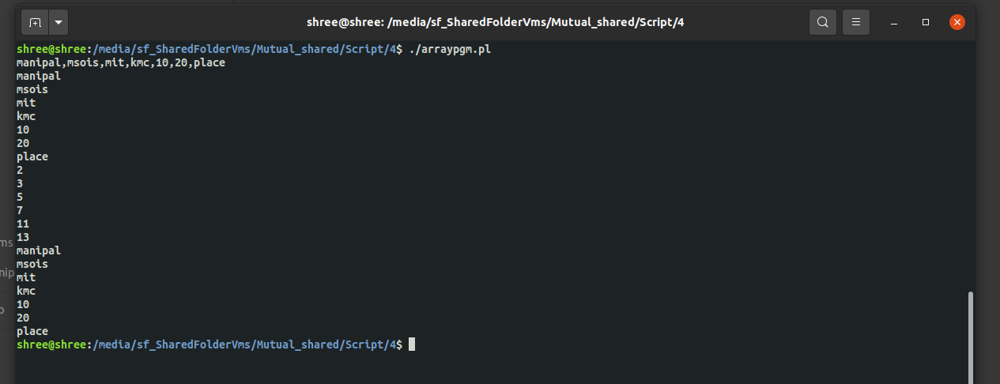 shree@shree: /media/sf_SharedFolderVms/Mutual_shared/Script/4
shree@shree:/media/sf_SharedFolderVms/Mutual_shared/Script/4$ ./arraypgm.pl
manipal,msois,mit,kmc,10,20,place
manipal
msois
mit
kmc
10
20
place
2
3
5
7
11
13
manipal
msois
mit
kmc
10
20
place
shree@shree:/media/sf_SharedFolderVms/Mutual_shared/Script/4$
ms
nip